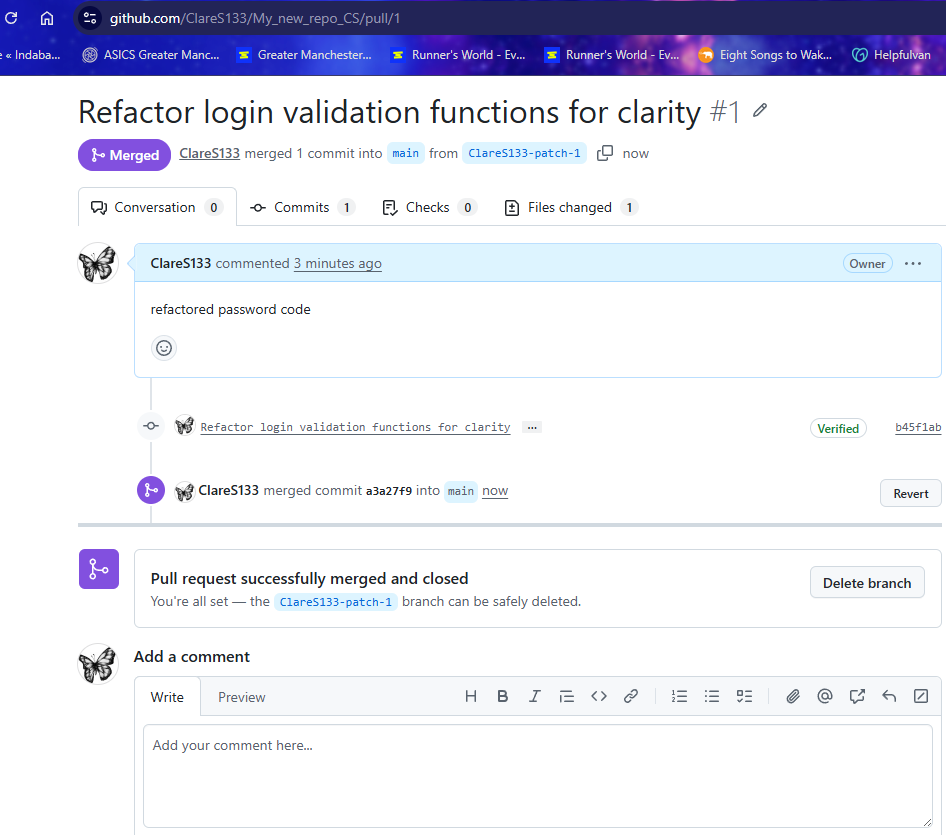 github.com/ClareS133/My_new_repo_CS/pull/1
e « Indaba... ASICS Greater Manc... Greater Manchester... Runner's World - Ev... Runner's World - Ev... Eight Songs to Wak... Helpfulvan
Refactor login validation functions for clarity #1
Merged ClareS133 merged 1 commit into main from ClareS133-patch-1 now
Conversation 0 Commits 1 Checks 0 Files changed 1
ClareS133 commented 3 minutes ago Owner ...
refactored password code
Refactor login validation functions for clarity ... Verified b45f1ab
ClareS133 merged commit a3a27f9 into main now Revert
Pull request successfully merged and closed
You're all set — the ClareS133-patch-1 branch can be safely deleted.
Delete branch
Add a comment
Write Preview
Add your comment here...